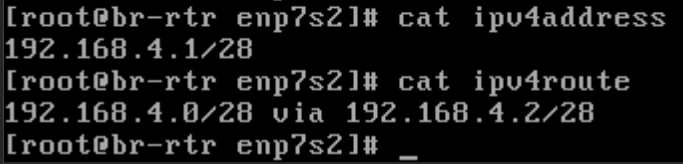 [root@br-rtr enp7s2]# cat ipv4address
192.168.4.1/28
[root@br-rtr enp7s2]# cat ipv4route
192.168.4.0/28 via 192.168.4.2/28
[root@br-rtr enp7s2]# _